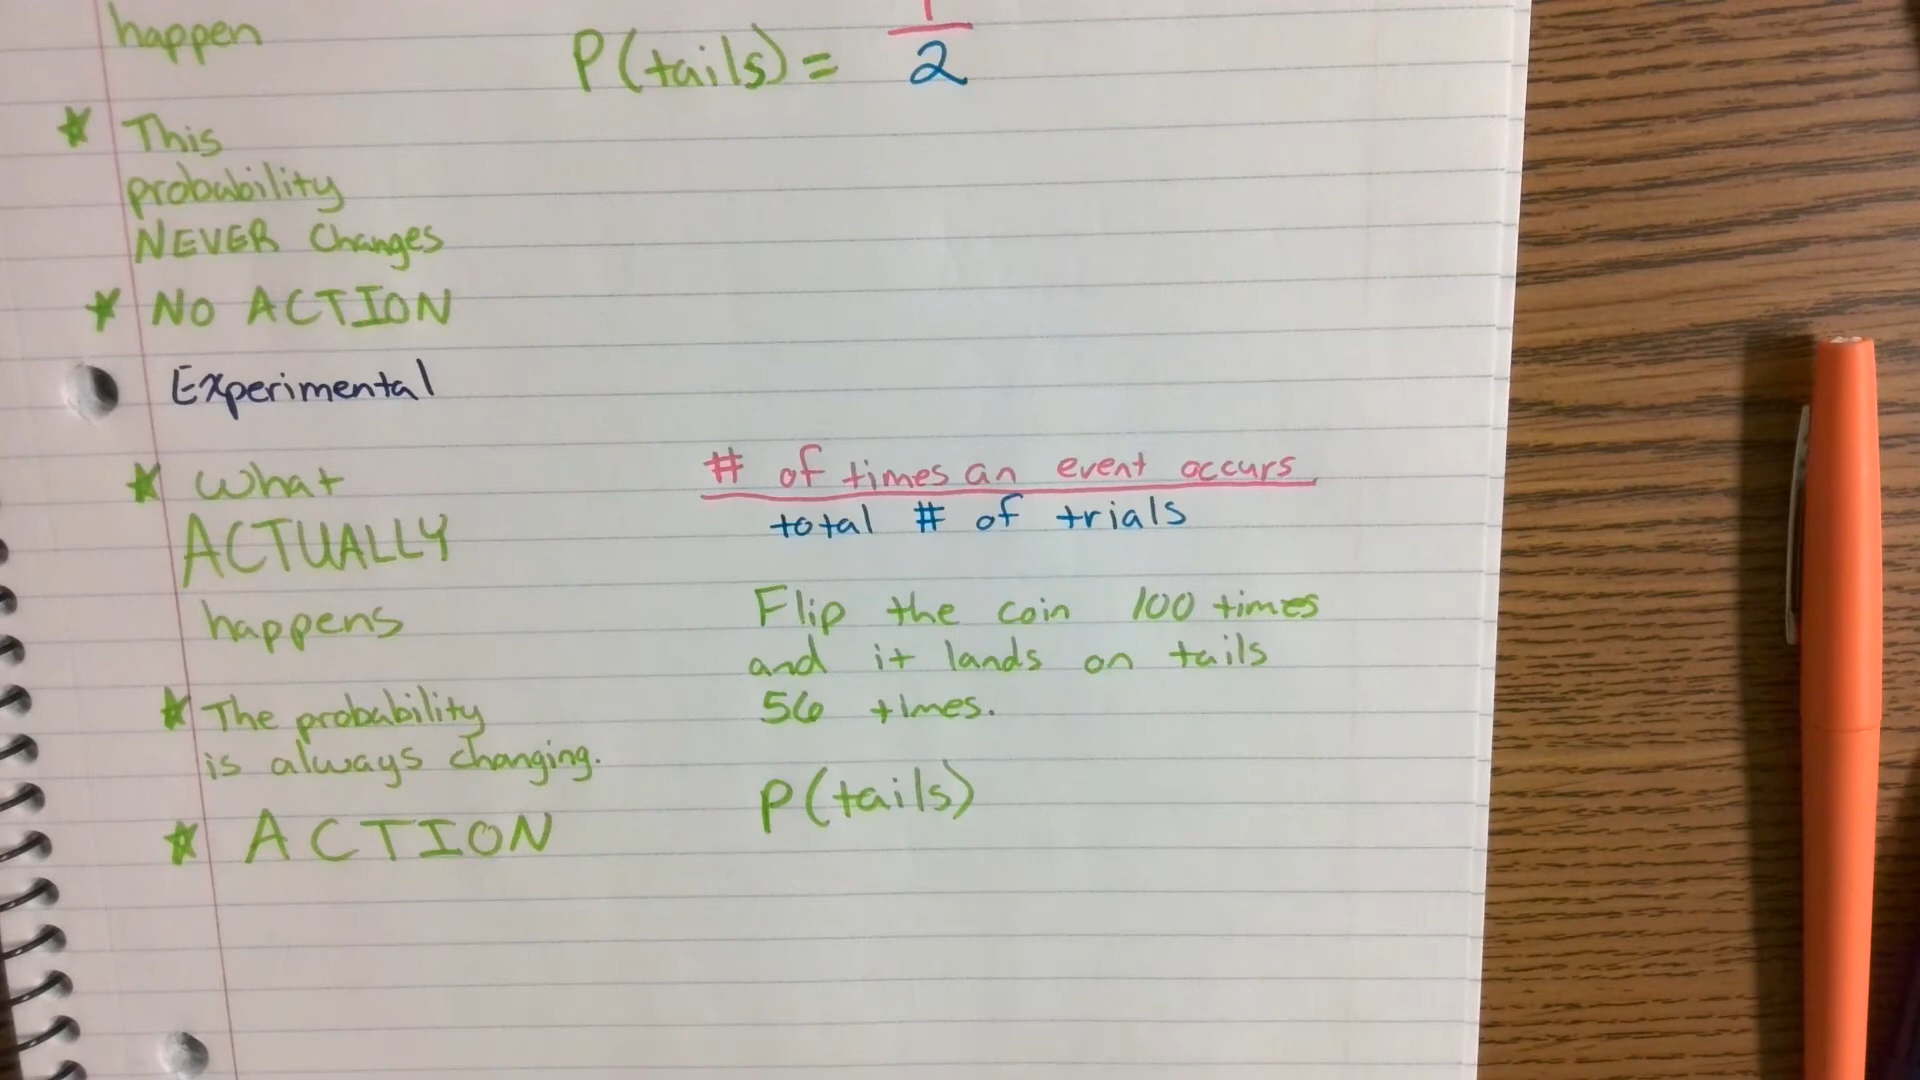 happen
P(tails) = 1/2
★ This
probability
NEVER Changes
★ NO ACTION
Experimental
★ What
ACTUALLY
happens
★ The probability
is always changing.
★ ACTION
# of times an event occurs
total # of trials
Flip the coin 100 times
and it lands on tails
56 times.
P(tails)